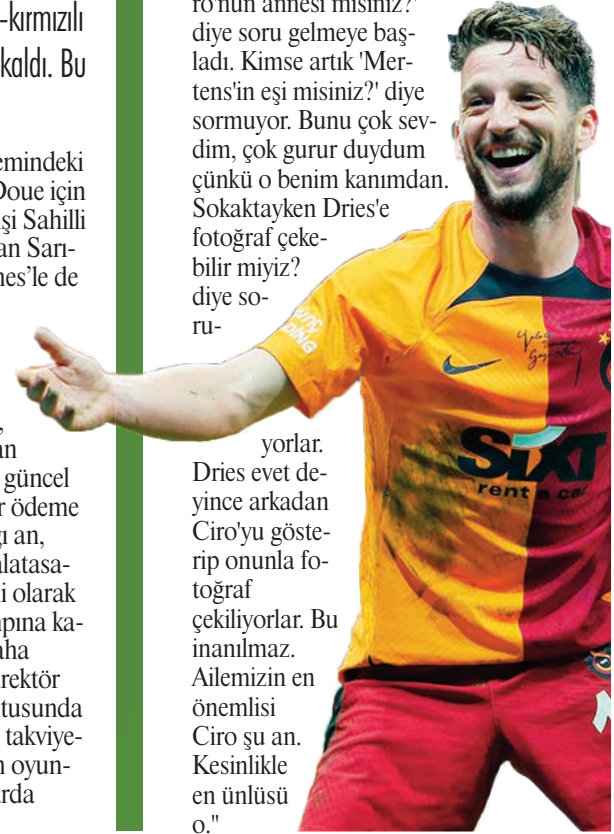 -kırmızılı
kaldı. Bu
emindeki
Doue için
şi Sahilli
an Sarı-
nes’le de
,
an
güncel
r ödeme
ğı an,
alatasa-
i olarak
npına ka-
aha
rektör
tusunda
takviye-
n oyun-
arda
ro'nun annesi misiniz?'
diye soru gelmeye baş-
ladı. Kimse artık 'Mer-
tens'in eşi misiniz?' diye
sormuyor. Bunu çok sev-
dim, çok gurur duydum
çünkü o benim kanımdan.
Sokaktayken Dries'e
fotoğraf çeke-
bilir miyiz?
diye so-
ru-
yorlar.
Dries evet de-
yince arkadan
Ciro'yu göste-
rip onunla fo-
toğraf
çekiliyorlar. Bu
inanılmaz.
Ailemizin en
önemlisi
Ciro şu an.
Kesinlikle
en ünlüsü
o."
SIXT
rent a car